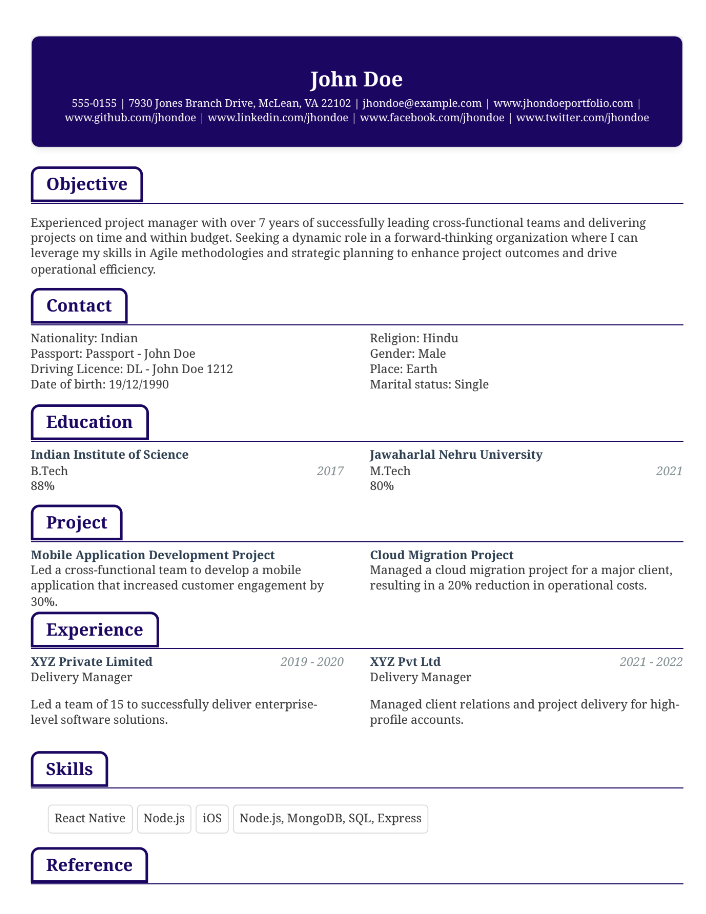 John Doe
555-0155 | 7930 Jones Branch Drive, McLean, VA 22102 | jhondoe@example.com | www.jhondoeportfolio.com |
www.github.com/jhondoe | www.linkedin.com/jhondoe | www.facebook.com/jhondoe | www.twitter.com/jhondoe
Objective
Experienced project manager with over 7 years of successfully leading cross-functional teams and delivering
projects on time and within budget. Seeking a dynamic role in a forward-thinking organization where I can
leverage my skills in Agile methodologies and strategic planning to enhance project outcomes and drive
operational efficiency.
Contact
Nationality: Indian
Passport: Passport - John Doe
Driving Licence: DL - John Doe 1212
Date of birth: 19/12/1990
Religion: Hindu
Gender: Male
Place: Earth
Marital status: Single
Education
Indian Institute of Science
B.Tech 2017
88%
Jawaharlal Nehru University
M.Tech 2021
80%
Project
Mobile Application Development Project
Led a cross-functional team to develop a mobile
application that increased customer engagement by
30%.
Cloud Migration Project
Managed a cloud migration project for a major client,
resulting in a 20% reduction in operational costs.
Experience
XYZ Private Limited 2019 - 2020
Delivery Manager
Led a team of 15 to successfully deliver enterprise-
level software solutions.
XYZ Pvt Ltd 2021 - 2022
Delivery Manager
Managed client relations and project delivery for high-
profile accounts.
Skills
React Native Node.js iOS Node.js, MongoDB, SQL, Express
Reference